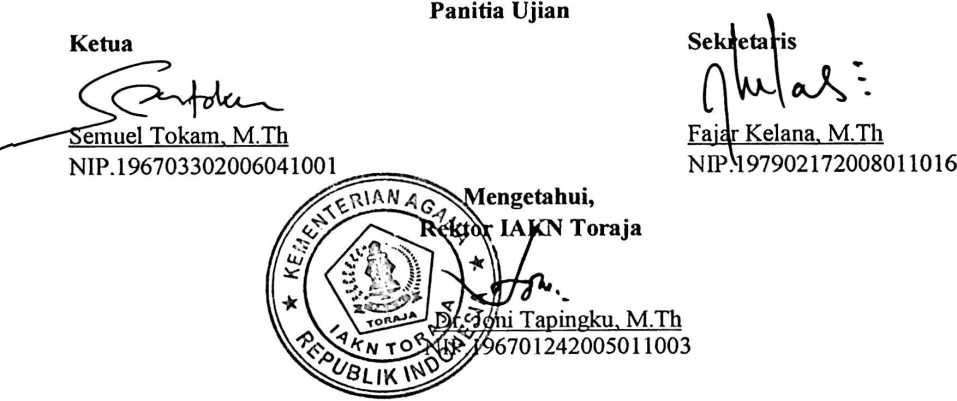 Panitia Ujian
Ketua
Sekretaris
Semuel Tokam, M.Th
Fajar Kelana, M.Th
NIP.196703302006041001
NIP.197902172008011016
Mengetahui,
Rektor IAKN Toraja
KEMENTERIAN AGAMA
TORAJA
IAKN TORAJA
REPUBLIK INDONESIA
Dr. Joni Tapingku, M.Th
NIP.196701242005011003